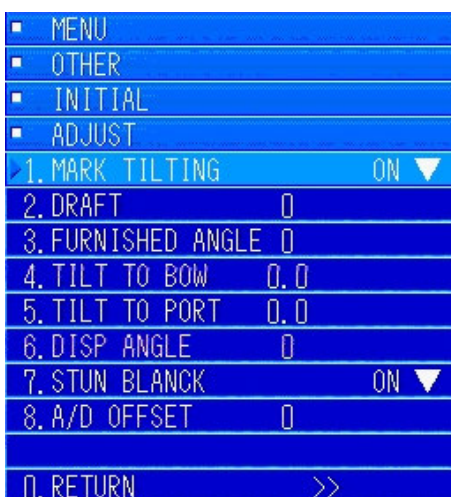 MENU
OTHER
INITIAL
ADJUST
1. MARK TILTING ON ▼
2. DRAFT 0
3. FURNISHED ANGLE 0
4. TILT TO BOW 0.0
5. TILT TO PORT 0.0
6. DISP ANGLE 0
7. STUN BLANCK ON ▼
8. A/D OFFSET 0
0. RETURN >>